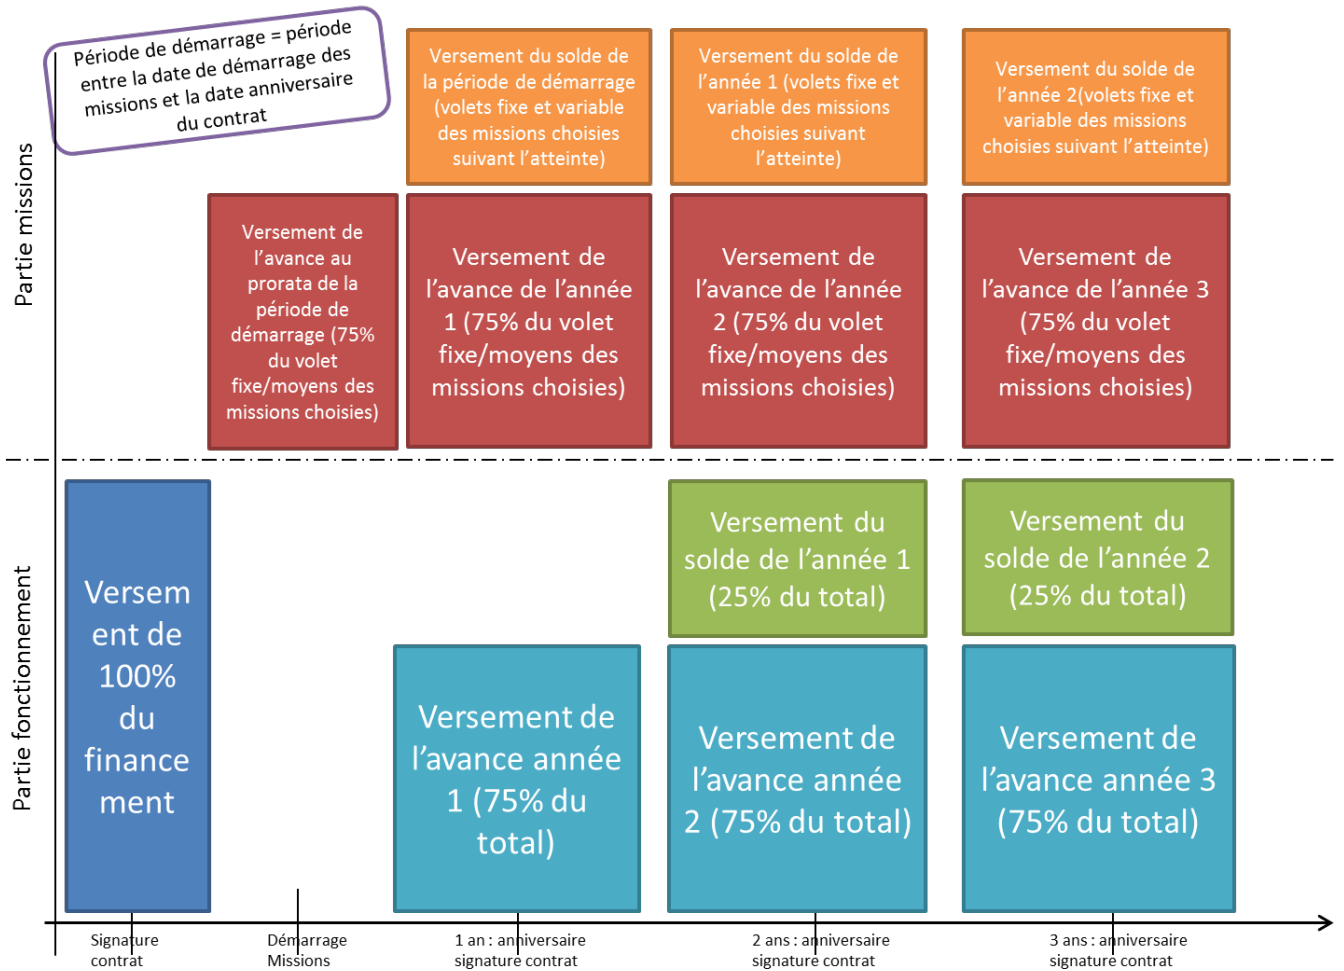 Période de démarrage = période
entre la date de démarrage des
missions et la date anniversaire
du contrat
Versement du solde de
la période de démarrage
(volets fixe et variable
des missions choisies
suivant l’atteinte)
Versement du solde de
l’année 1 (volets fixe et
variable des missions
choisies suivant
l’atteinte)
Versement du solde de
l’année 2(volets fixe et
variable des missions
choisies suivant l’atteinte)
Partie missions
Versement de
l’avance au
prorata de la
période de
démarrage (75%
du volet
fixe/moyens des
missions choisies)
Versement de
l’avance de l’année
1 (75% du volet
fixe/moyens des
missions choisies)
Versement de
l’avance de l’année
2 (75% du volet
fixe/moyens des
missions choisies)
Versement de
l’avance de l’année 3
(75% du volet
fixe/moyens des
missions choisies)
Partie fonctionnement
Versem
ent de
100%
du
finance
ment
Versement du
solde de l’année 1
(25% du total)
Versement du
solde de l’année 2
(25% du total)
Versement de
l’avance année
1 (75% du
total)
Versement de
l’avance année
2 (75% du total)
Versement de
l’avance année 3
(75% du total)
Signature
contrat
Démarrage
Missions
1 an : anniversaire
signature contrat
2 ans : anniversaire
signature contrat
3 ans : anniversaire
signature contrat